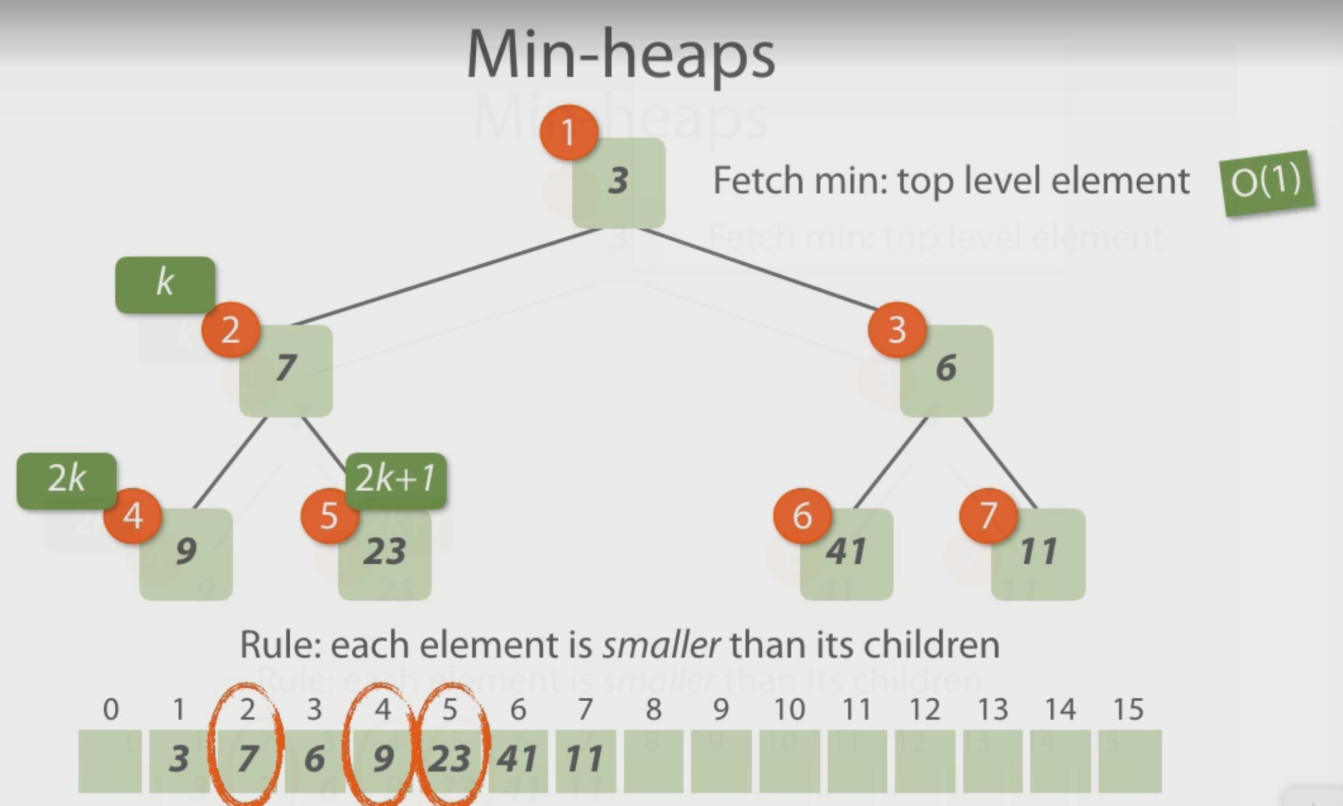 Min-heaps
1
3
Fetch min: top level element
O(1)
k
2
7
3
6
2k
4
9
5
2k+1
23
6
41
7
11
Rule: each element is smaller than its children
0 1 2 3 4 5 6 7 8 9 10 11 12 13 14 15
3 7 6 9 23 41 11